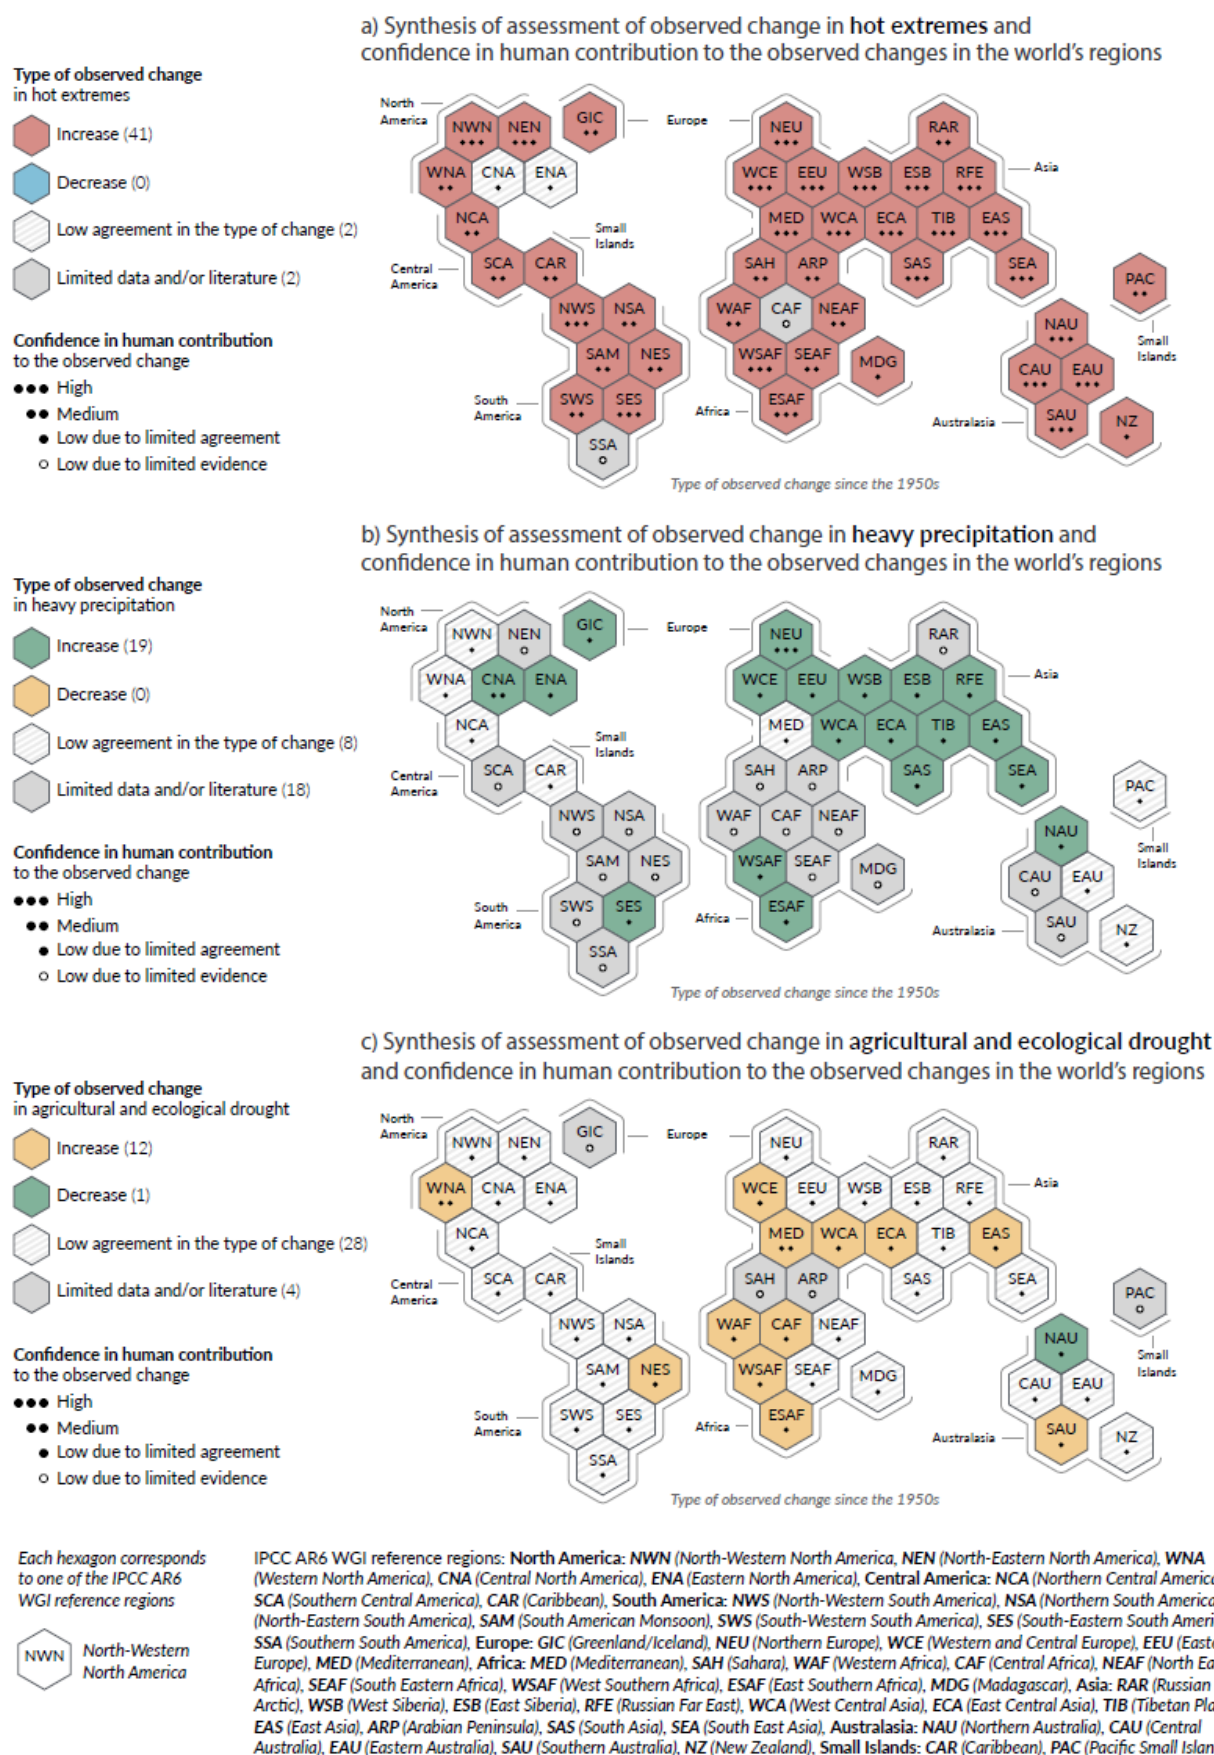 a) Synthesis of assessment of observed change in hot extremes and
confidence in human contribution to the observed changes in the world's regions
Type of observed change
in hot extremes
Increase (41)
Decrease (0)
Low agreement in the type of change (2)
Limited data and/or literature (2)
Confidence in human contribution
to the observed change
High
Medium
Low due to limited agreement
Low due to limited evidence
North
America
Europe
Asia
Small
Islands
Central
America
South
America
Africa
Australasia
Small
Islands
NWN NEN GIC NEU RAR
WNA CNA ENA WCE EEU WSB ESB RFE
NCA MED WCA ECA TIB EAS
SCA CAR SAH ARP SAS SEA PAC
NWS NSA WAF CAF NEAF NAU
SAM NES WSAF SEAF MDG CAU EAU
SWS SES ESAF SAU NZ
SSA
Type of observed change since the 1950s
b) Synthesis of assessment of observed change in heavy precipitation and
confidence in human contribution to the observed changes in the world's regions
Type of observed change
in heavy precipitation
Increase (19)
Decrease (0)
Low agreement in the type of change (8)
Limited data and/or literature (18)
Confidence in human contribution
to the observed change
High
Medium
Low due to limited agreement
Low due to limited evidence
North
America
Europe
Asia
Small
Islands
Central
America
South
America
Africa
Australasia
Small
Islands
NWN NEN GIC NEU RAR
WNA CNA ENA WCE EEU WSB ESB RFE
NCA MED WCA ECA TIB EAS
SCA CAR SAH ARP SAS SEA PAC
NWS NSA WAF CAF NEAF NAU
SAM NES WSAF SEAF MDG CAU EAU
SWS SES ESAF SAU NZ
SSA
Type of observed change since the 1950s
c) Synthesis of assessment of observed change in agricultural and ecological drought
and confidence in human contribution to the observed changes in the world's regions
Type of observed change
in agricultural and ecological drought
Increase (12)
Decrease (1)
Low agreement in the type of change (28)
Limited data and/or literature (4)
Confidence in human contribution
to the observed change
High
Medium
Low due to limited agreement
Low due to limited evidence
North
America
Europe
Asia
Small
Islands
Central
America
South
America
Africa
Australasia
Small
Islands
NWN NEN GIC NEU RAR
WNA CNA ENA WCE EEU WSB ESB RFE
NCA MED WCA ECA TIB EAS
SCA CAR SAH ARP SAS SEA PAC
NWS NSA WAF CAF NEAF NAU
SAM NES WSAF SEAF MDG CAU EAU
SWS SES ESAF SAU NZ
SSA
Type of observed change since the 1950s
Each hexagon corresponds
to one of the IPCC AR6
WGI reference regions
NWN
North-Western
North America
IPCC AR6 WGI reference regions: North America: NWN (North-Western North America, NEN (North-Eastern North America), WNA
(Western North America), CNA (Central North America), ENA (Eastern North America), Central America: NCA (Northern Central America
SCA (Southern Central America), CAR (Caribbean), South America: NWS (North-Western South America), NSA (Northern South America
(North-Eastern South America), SAM (South American Monsoon), SWS (South-Western South America), SES (South-Eastern South Ameri
SSA (Southern South America), Europe: GIC (Greenland/Iceland), NEU (Northern Europe), WCE (Western and Central Europe), EEU (Easte
Europe), MED (Mediterranean), Africa: MED (Mediterranean), SAH (Sahara), WAF (Western Africa), CAF (Central Africa), NEAF (North Ea
Africa), SEAF (South Eastern Africa), WSAF (West Southern Africa), ESAF (East Southern Africa), MDG (Madagascar), Asia: RAR (Russian
Arctic), WSB (West Siberia), ESB (East Siberia), RFE (Russian Far East), WCA (West Central Asia), ECA (East Central Asia), TIB (Tibetan Pla
EAS (East Asia), ARP (Arabian Peninsula), SAS (South Asia), SEA (South East Asia), Australasia: NAU (Northern Australia), CAU (Central
Australia), EAU (Eastern Australia), SAU (Southern Australia), NZ (New Zealand), Small Islands: CAR (Caribbean), PAC (Pacific Small Islan